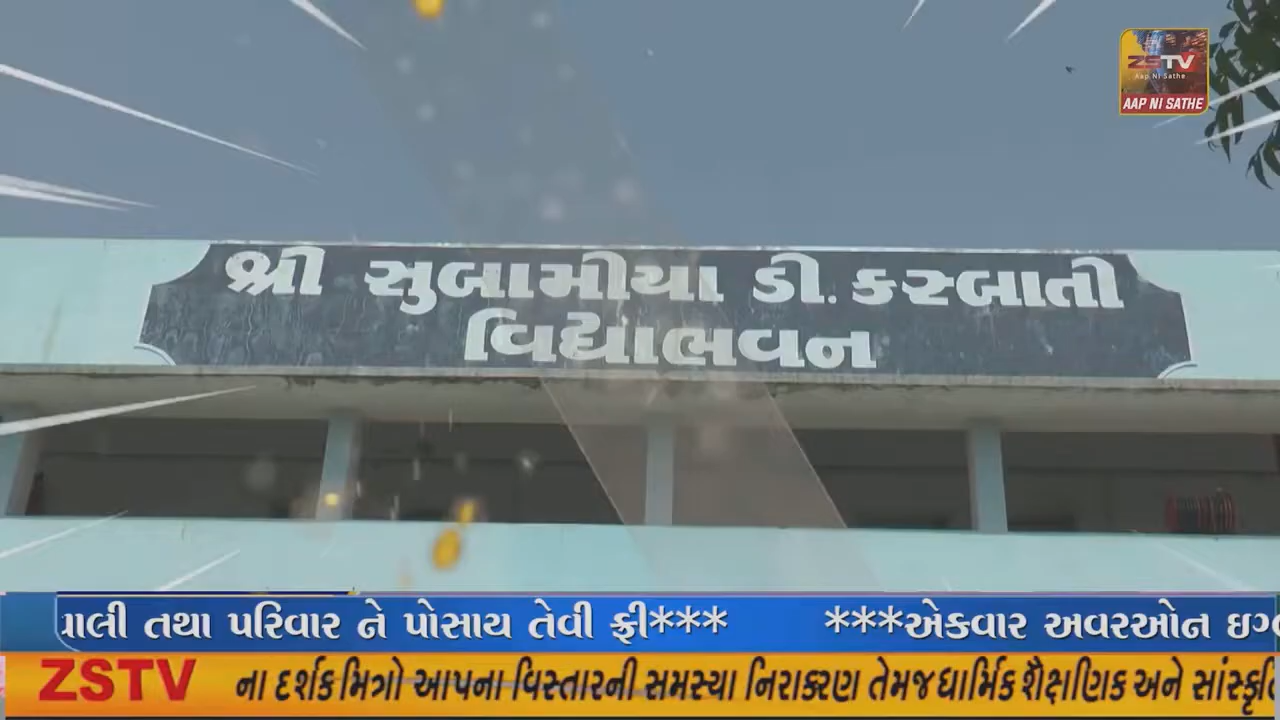 ZSTV
Aap Ni Sathe
AAP NI SATHE
શ્રી સુબામીયા ડી. કરબાતી
વિદ્યાભવન
તથા પરિવાર ને પોસાય તેવી ફ્રી*** ***એકવાર અવરઓન
ZSTV ના દર્શક મિત્રો આપના વિસ્તારની સમસ્યા નિરાકરણ તેમજ ધાર્મિક શૈક્ષણિક અને